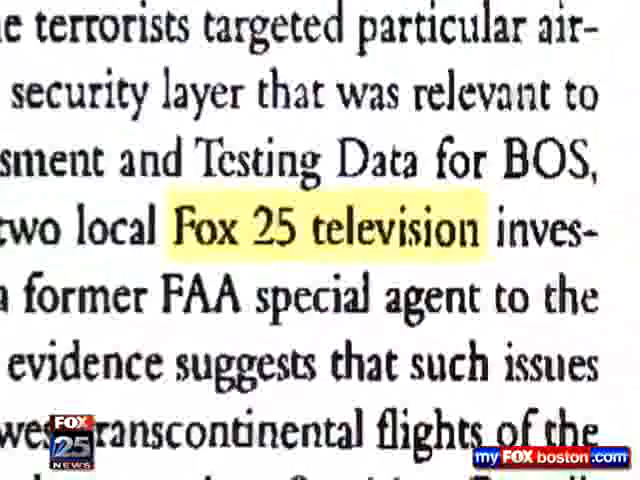 e terrorists targeted particular air-
security layer that was relevant to
sment and Testing Data for BOS,
two local Fox 25 television inves-
a former FAA special agent to the
evidence suggests that such issues
wes transcontinental flights of the
FOX
25
NEWS
myFOXboston.com